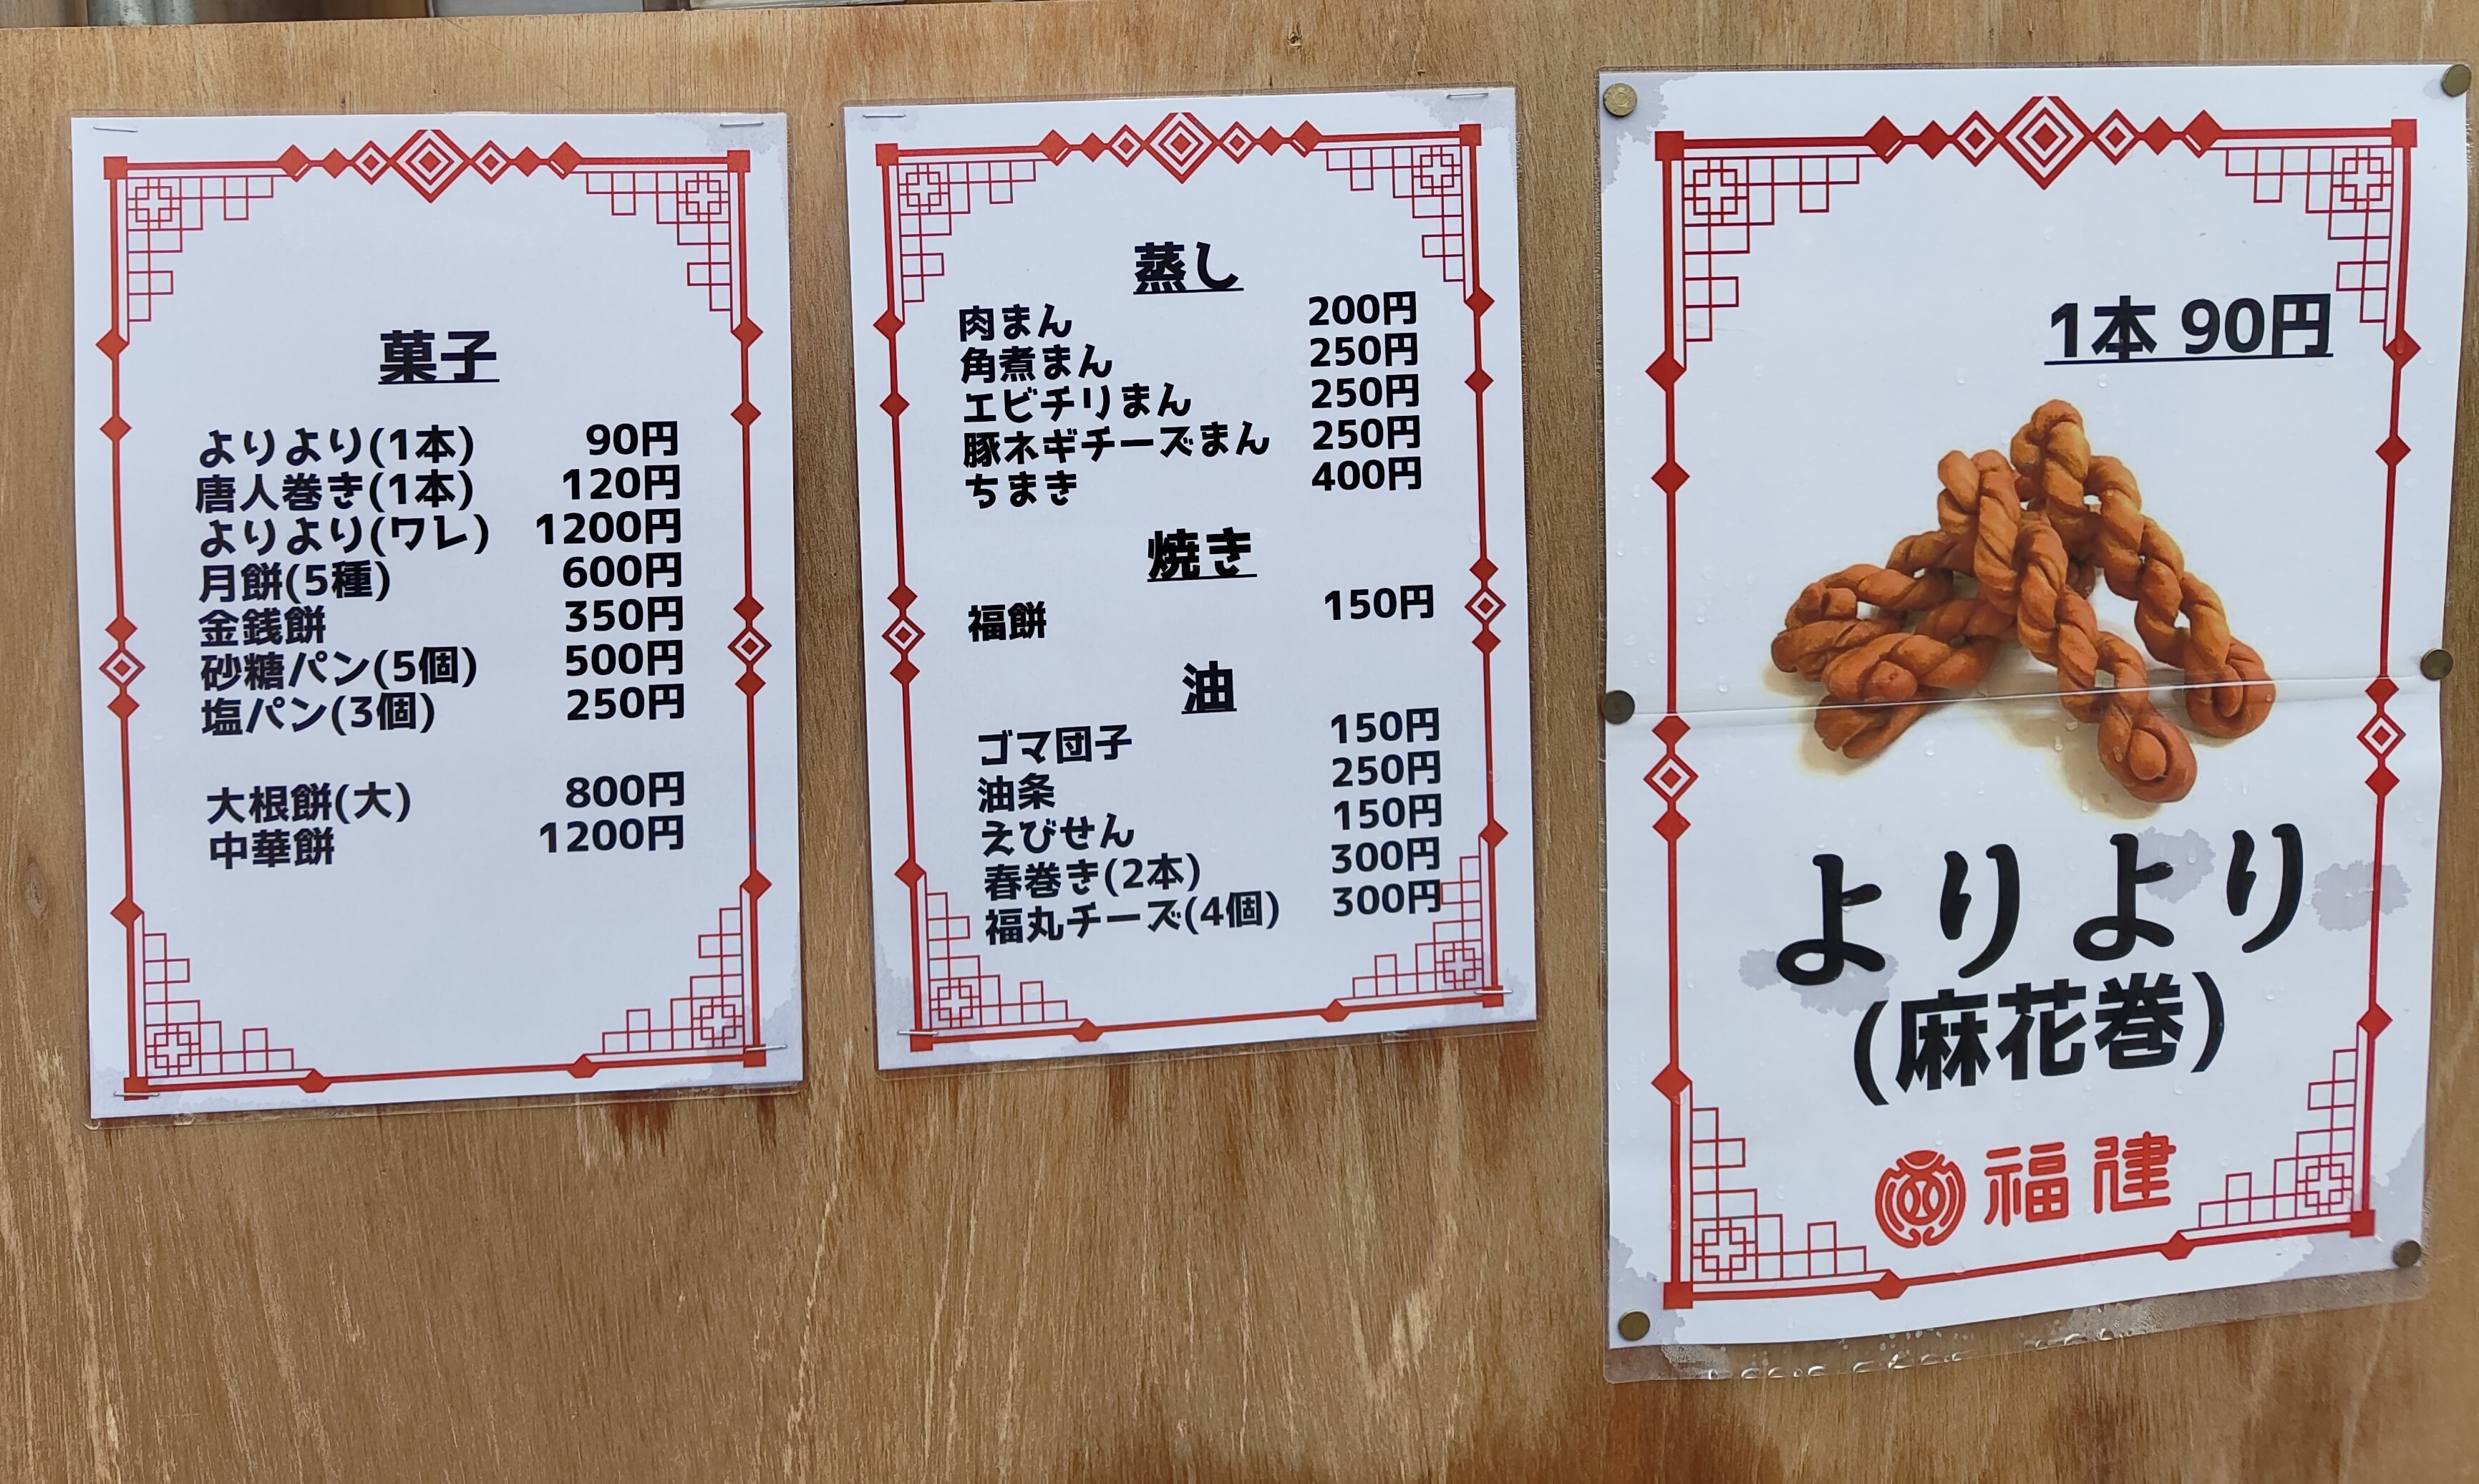 菓子
よりより(1本) 90円
唐人巻き(1本) 120円
よりより(ワレ) 1200円
月餅(5種) 600円
金銭餅 350円
砂糖パン(5個) 500円
塩パン(3個) 250円
大根餅(大) 800円
中華餅 1200円
蒸し
肉まん 200円
角煮まん 250円
エビチリまん 250円
豚ネギチーズまん 250円
ちまき 400円
焼き
福餅 150円
油
ゴマ団子 150円
油条 250円
えびせん 150円
春巻き(2本) 300円
福丸チーズ(4個) 300円
1本 90円
よりより
(麻花巻)
福建